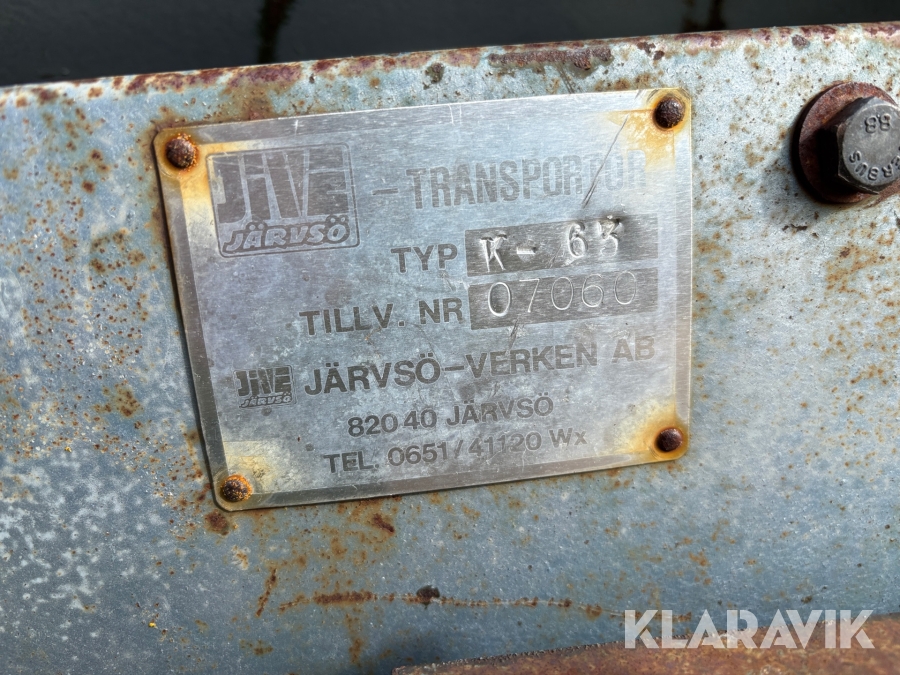 JiVE
JÄRVSÖ
-TRANSPORTÖR
TYP K-63
TILLV. NR 07060
JiVE
JÄRVSÖ
JÄRVSÖ-VERKEN AB
820 40 JÄRVSÖ
TEL. 0651/41120 Wx
88
KLARAVIK